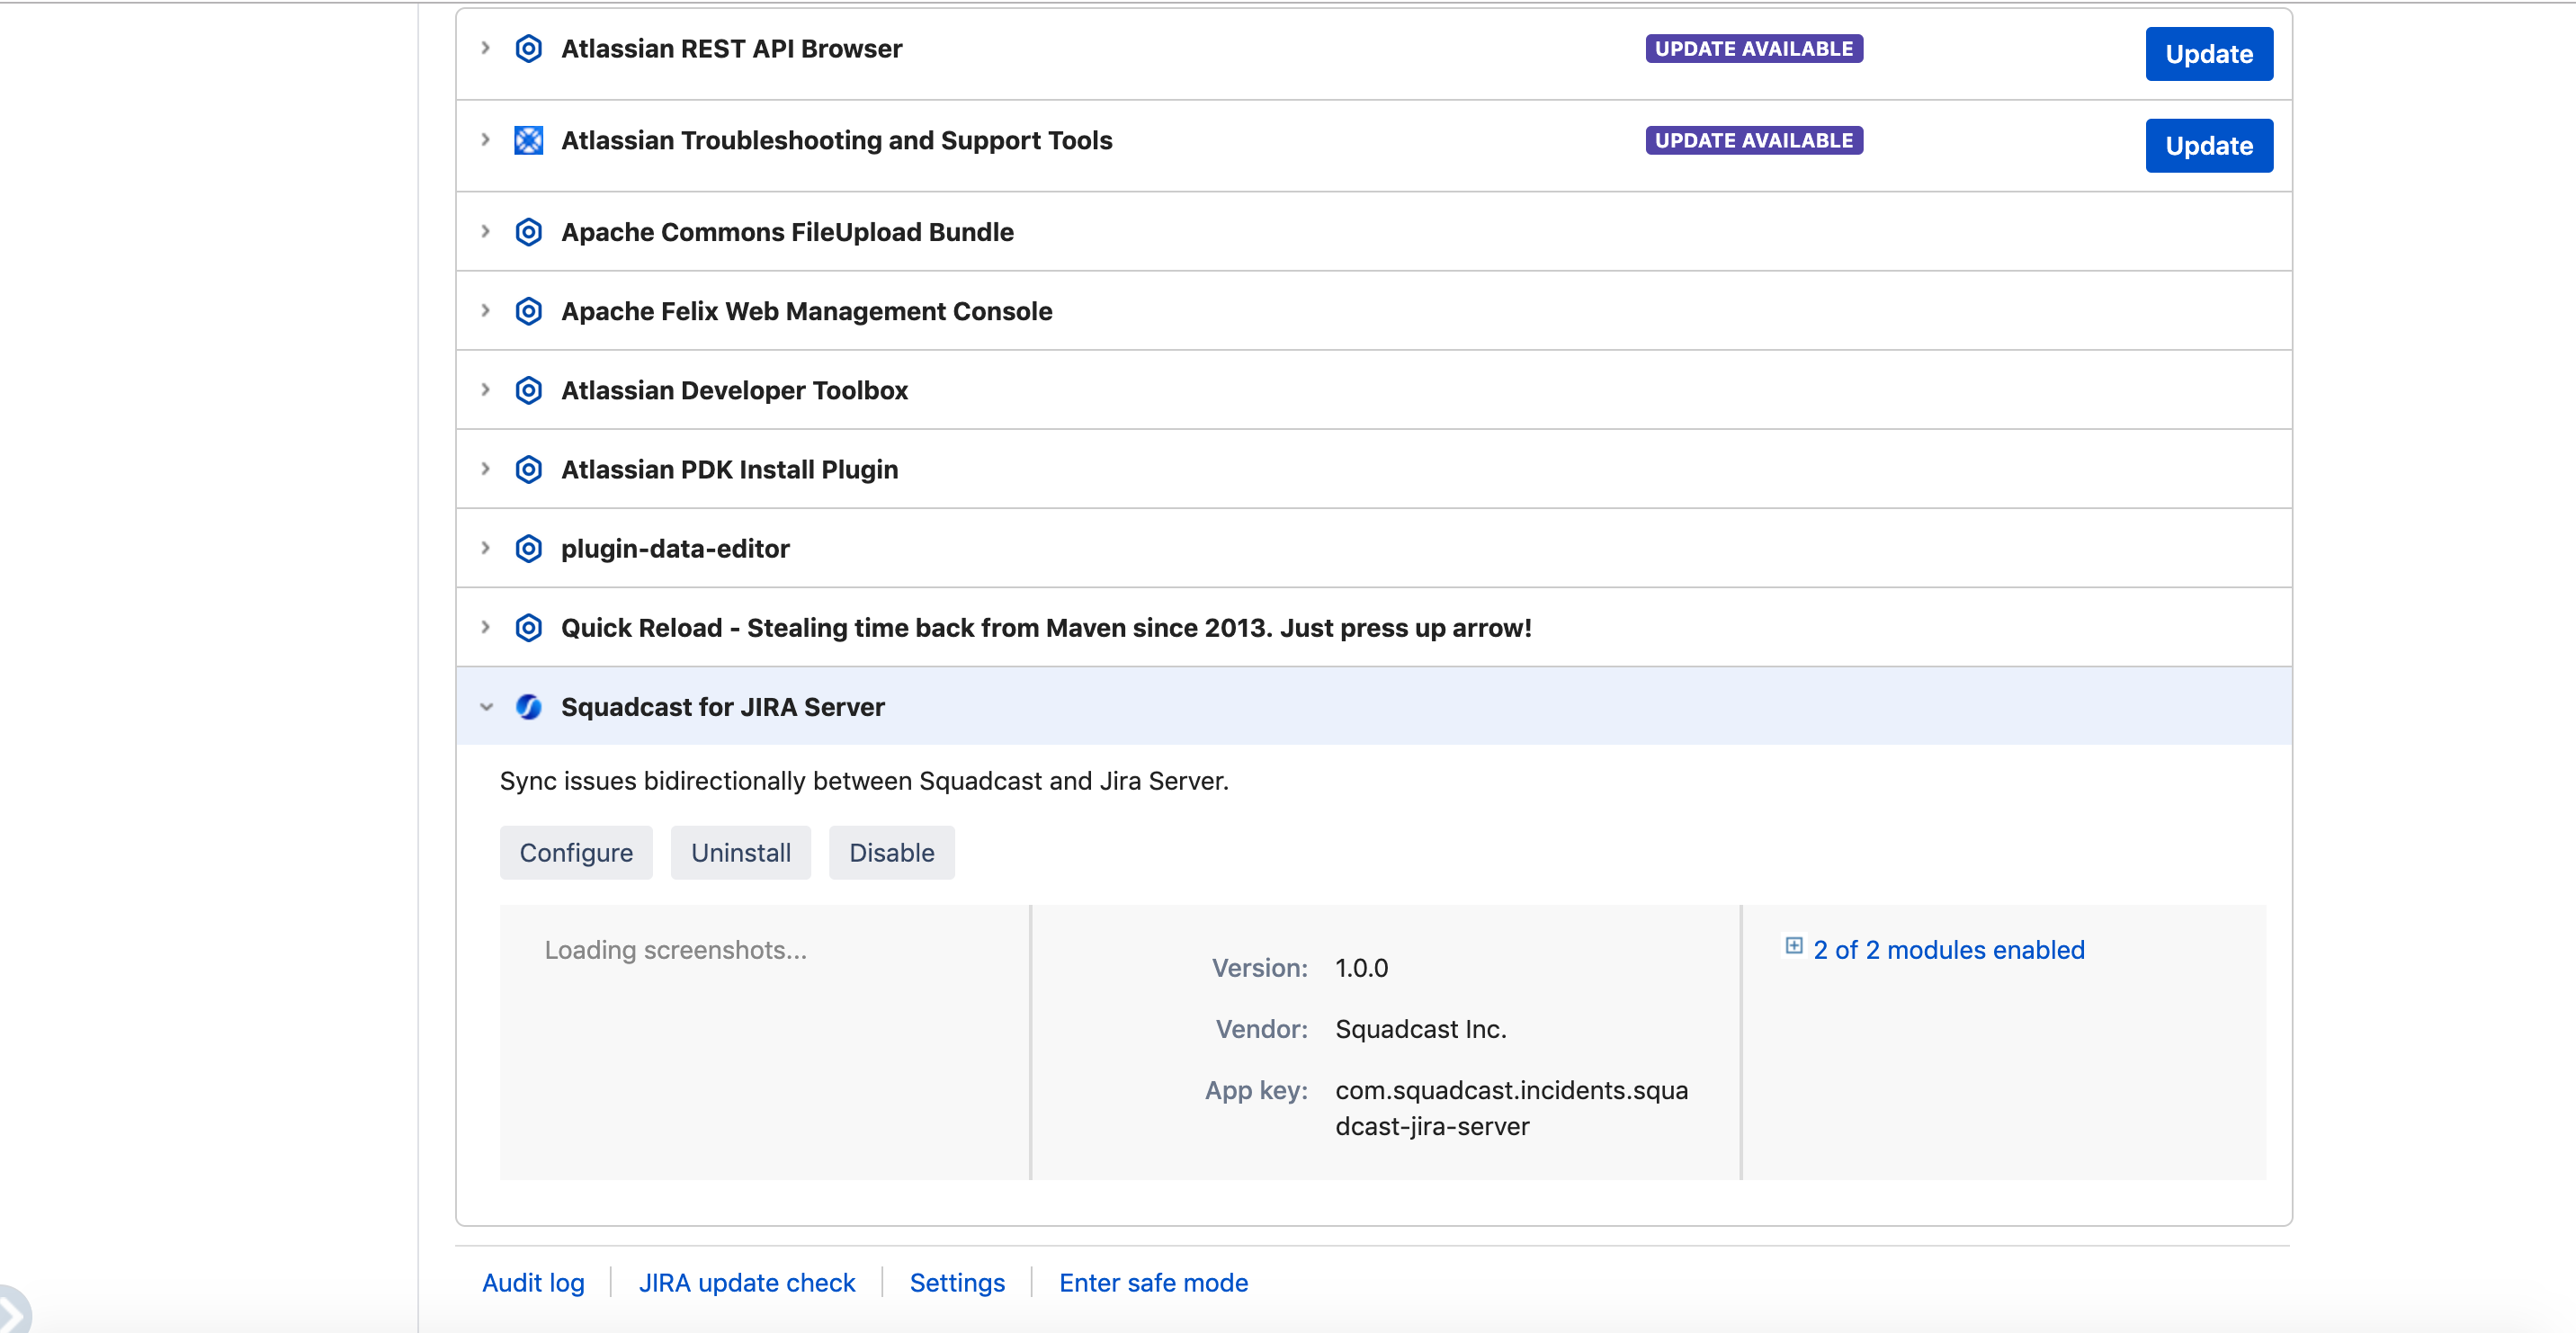 Atlassian REST API Browser UPDATE AVAILABLE Update
Atlassian Troubleshooting and Support Tools UPDATE AVAILABLE Update
Apache Commons FileUpload Bundle
Apache Felix Web Management Console
Atlassian Developer Toolbox
Atlassian PDK Install Plugin
plugin-data-editor
Quick Reload - Stealing time back from Maven since 2013. Just press up arrow!
Squadcast for JIRA Server
Sync issues bidirectionally between Squadcast and Jira Server.
Configure Uninstall Disable
Loading screenshots...
Version: 1.0.0
Vendor: Squadcast Inc.
App key: com.squadcast.incidents.squa
dcast-jira-server
2 of 2 modules enabled
Audit log JIRA update check Settings Enter safe mode